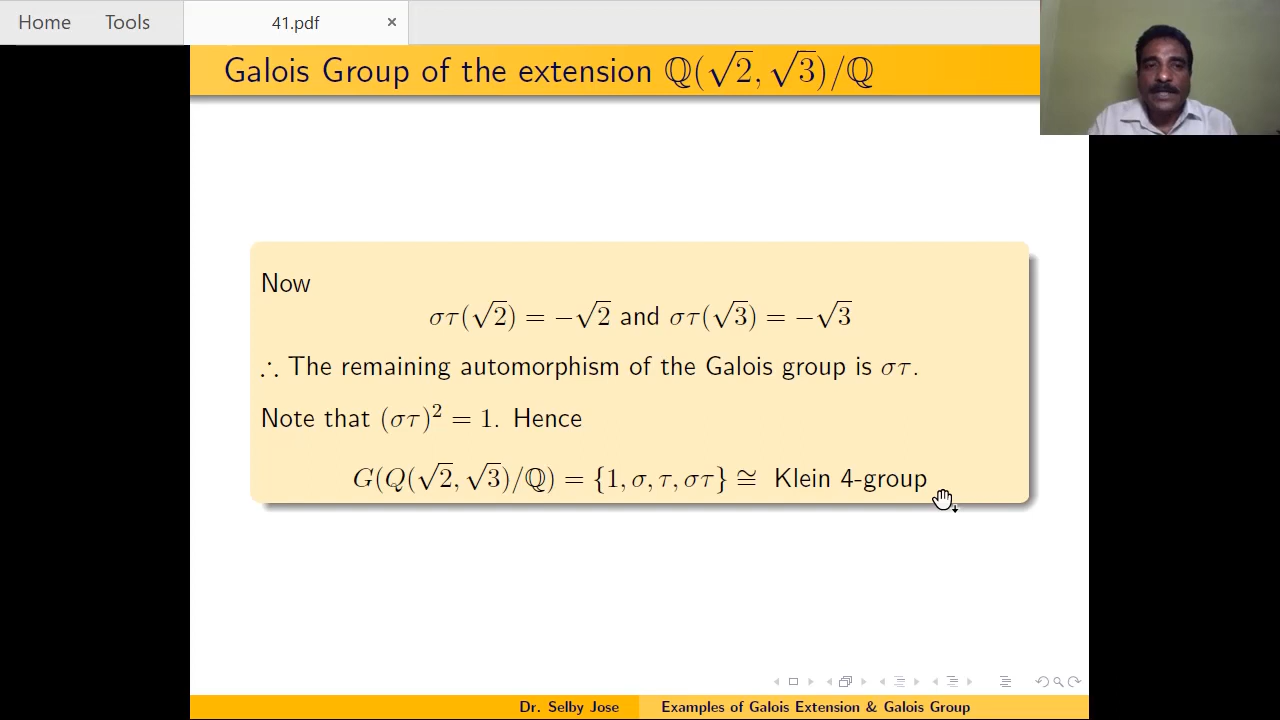 Home Tools 41.pdf ×
Galois Group of the extension ℚ(√2, √3)/ℚ
Now
στ(√2) = −√2 and στ(√3) = −√3
∴ The remaining automorphism of the Galois group is στ.
Note that (στ)² = 1. Hence
G(Q(√2, √3)/ℚ) = {1, σ, τ, στ} ≅ Klein 4-group
Dr. Selby Jose Examples of Galois Extension & Galois Group